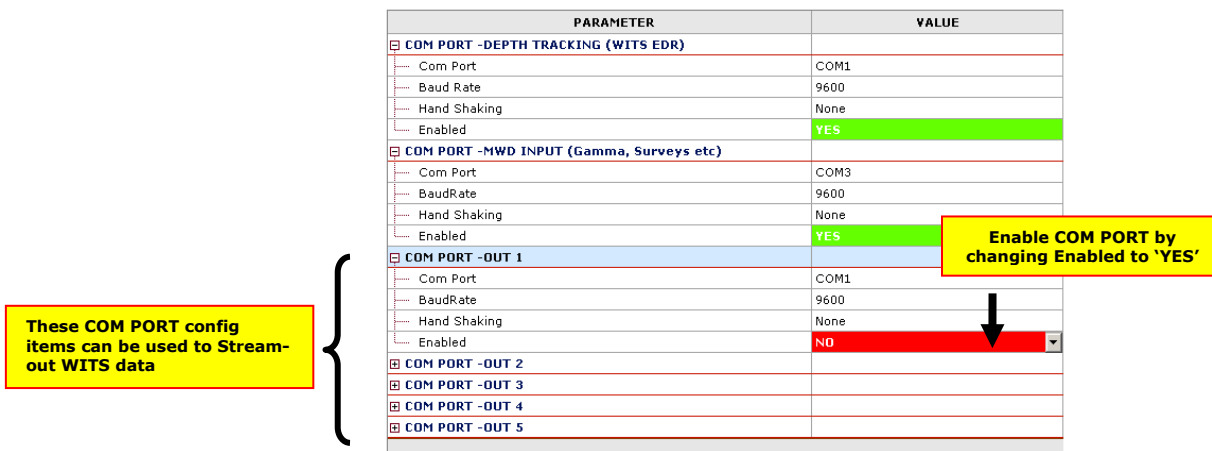 PARAMETER VALUE
COM PORT -DEPTH TRACKING (WITS EDR)
Com Port COM1
Baud Rate 9600
Hand Shaking None
Enabled YES
COM PORT -MWD INPUT (Gamma, Surveys etc)
Com Port COM3
BaudRate 9600
Hand Shaking None
Enabled YES
Enable COM PORT by
changing Enabled to ‘YES’
COM PORT -OUT 1
Com Port COM1
BaudRate 9600
Hand Shaking None
Enabled NO
COM PORT -OUT 2
COM PORT -OUT 3
COM PORT -OUT 4
COM PORT -OUT 5
These COM PORT config
items can be used to Stream-
out WITS data